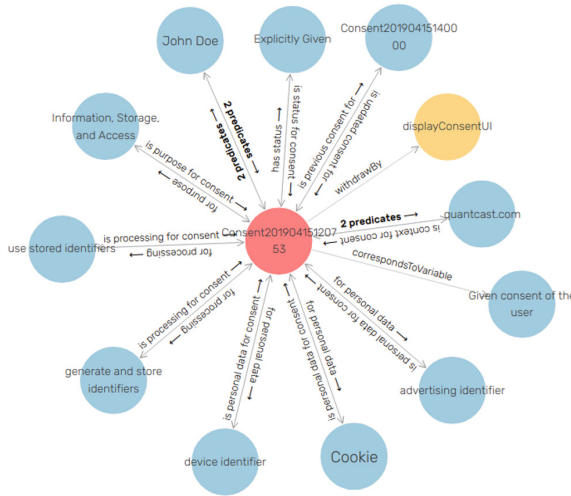 John Doe
Explicitly Given
Consent201904151400
00
Information, Storage,
and Access
displayConsentUI
2 predicates →
← 2 predicates
has status →
← is status for consent
is previous consent for →
← is updated consent for
withdrawBy
is purpose for consent →
← for purpose
use stored identifiers
is processing for consent →
← for processing
Consent201904151207
53
2 predicates →
← is context for consent
quantcast.com
correspondsToVariable
Given consent of the
user
is processing for consent →
← for processing
generate and store
identifiers
is personal data for consent →
← for personal data
device identifier
for personal data →
← is personal data for consent
Cookie
for personal data →
← is personal data for consent
advertising identifier